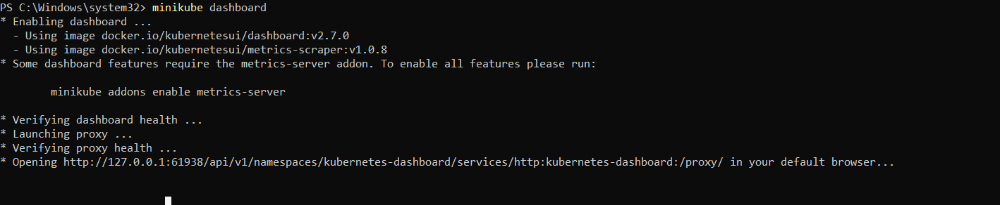 PS C:\Windows\system32> minikube dashboard
* Enabling dashboard ...
  - Using image docker.io/kubernetesui/dashboard:v2.7.0
  - Using image docker.io/kubernetesui/metrics-scraper:v1.0.8
* Some dashboard features require the metrics-server addon. To enable all features please run:
        minikube addons enable metrics-server
* Verifying dashboard health ...
* Launching proxy ...
* Verifying proxy health ...
* Opening http://127.0.0.1:61938/api/v1/namespaces/kubernetes-dashboard/services/http:kubernetes-dashboard:/proxy/ in your default browser...